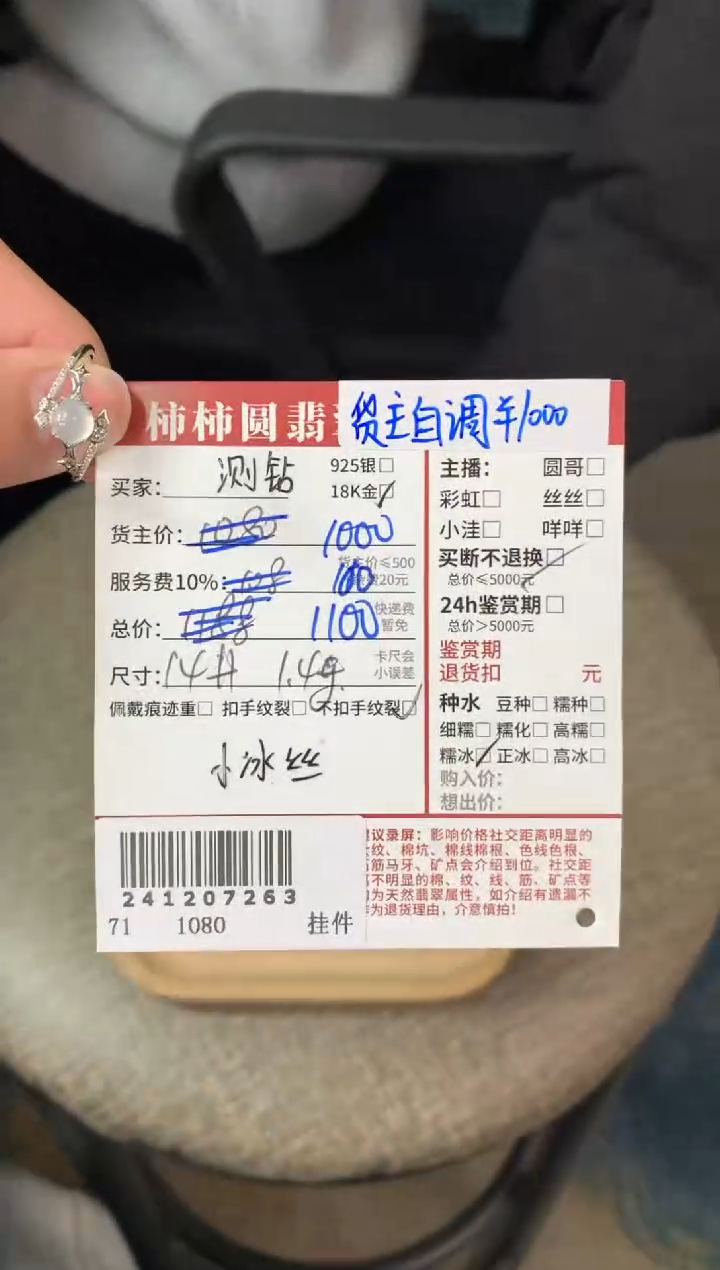 柿柿圆翡
货主自调￥1000
买家：测钻
925银□
18K金☑
货主价：1080 1000
货主价≤500
服务费10%：108 100
总价：1188 1100
快递费
暂免
尺寸：14# 1.4g
卡尺会
小误差
佩戴痕迹重□ 扣手纹裂□ 不扣手纹裂☑
小冰丝
主播： 圆哥□
彩虹□ 丝丝□
小洼□ 咩咩□
买断不退换☑
总价≤5000元
24h鉴赏期□
总价＞5000元
鉴赏期
退货扣 元
种水 豆种□ 糯种□
细糯□ 糯化□ 高糯□
糯冰☑ 正冰□ 高冰□
购入价：
想出价：
241207263
71 1080 挂件
议录屏：影响价格社交距离明显的
纹、棉坑、棉线棉根、色线色根、
筋马牙、矿点会介绍到位。社交距
不明显的棉、纹、线、筋、矿点等
为天然翡翠属性，如介绍有遗漏不
为退货理由，介意慎拍！